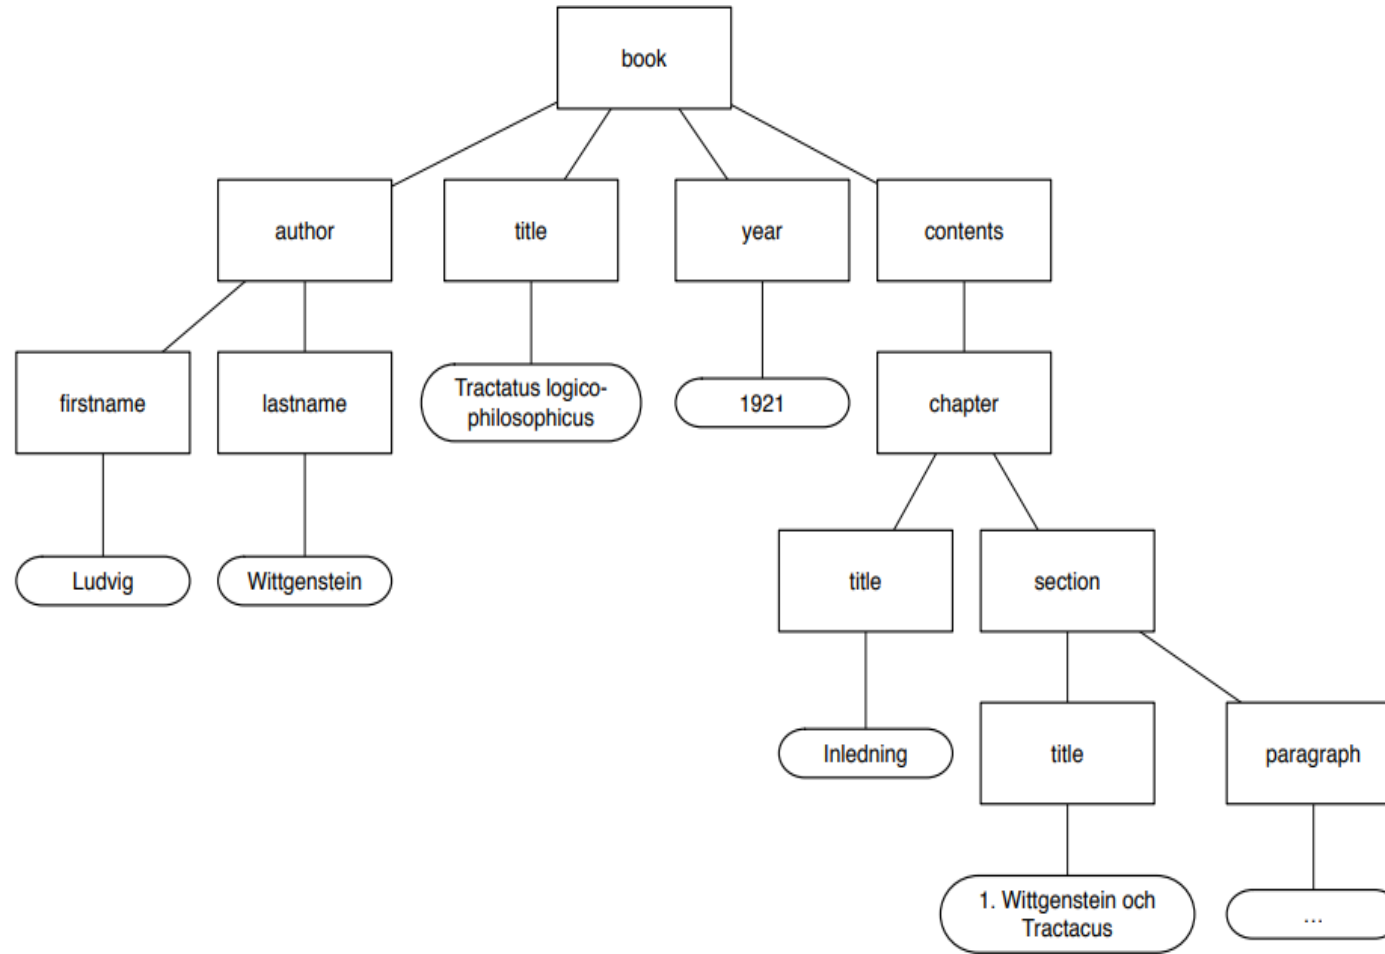 book
author
title
year
contents
firstname
lastname
Tractatus logico-
philosophicus
1921
chapter
Ludvig
Wittgenstein
title
section
Inledning
title
paragraph
1. Wittgenstein och
Tractacus
...